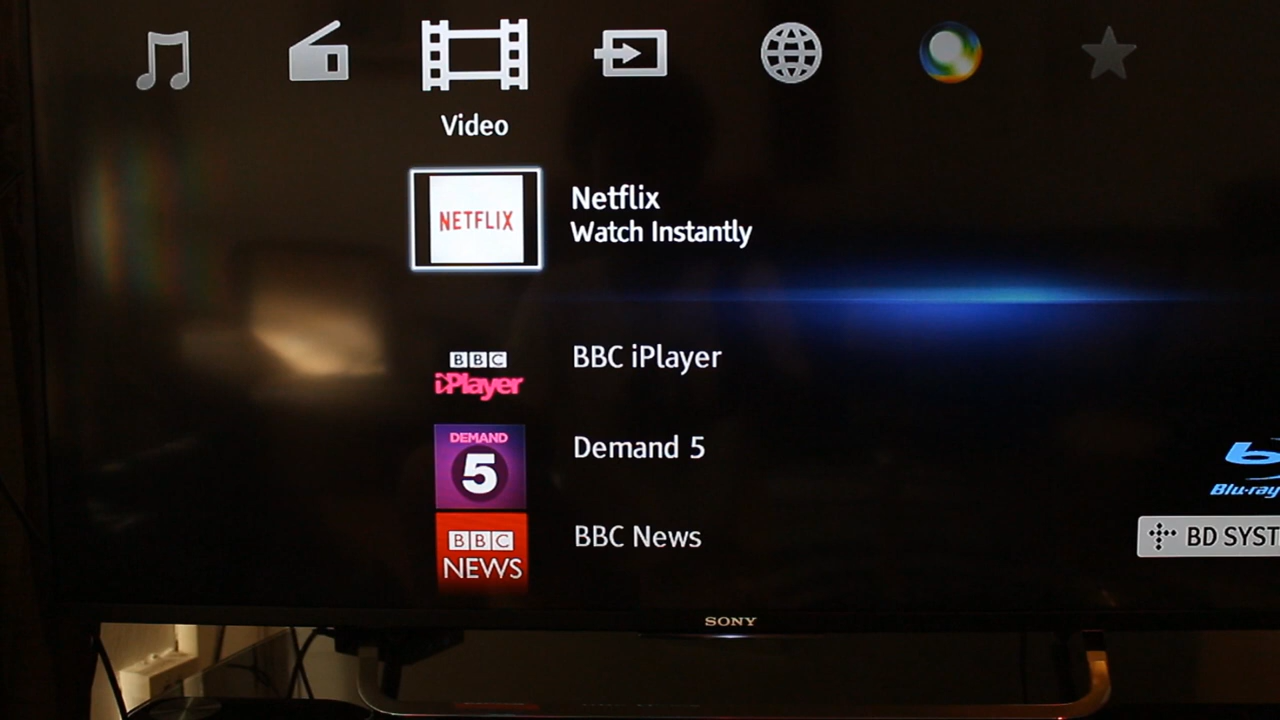 Video
NETFLIX
Netflix
Watch Instantly
BBC
iPlayer
BBC iPlayer
DEMAND
5
Demand 5
BBC
NEWS
BBC News
Blu-ray
BD SYST
SONY